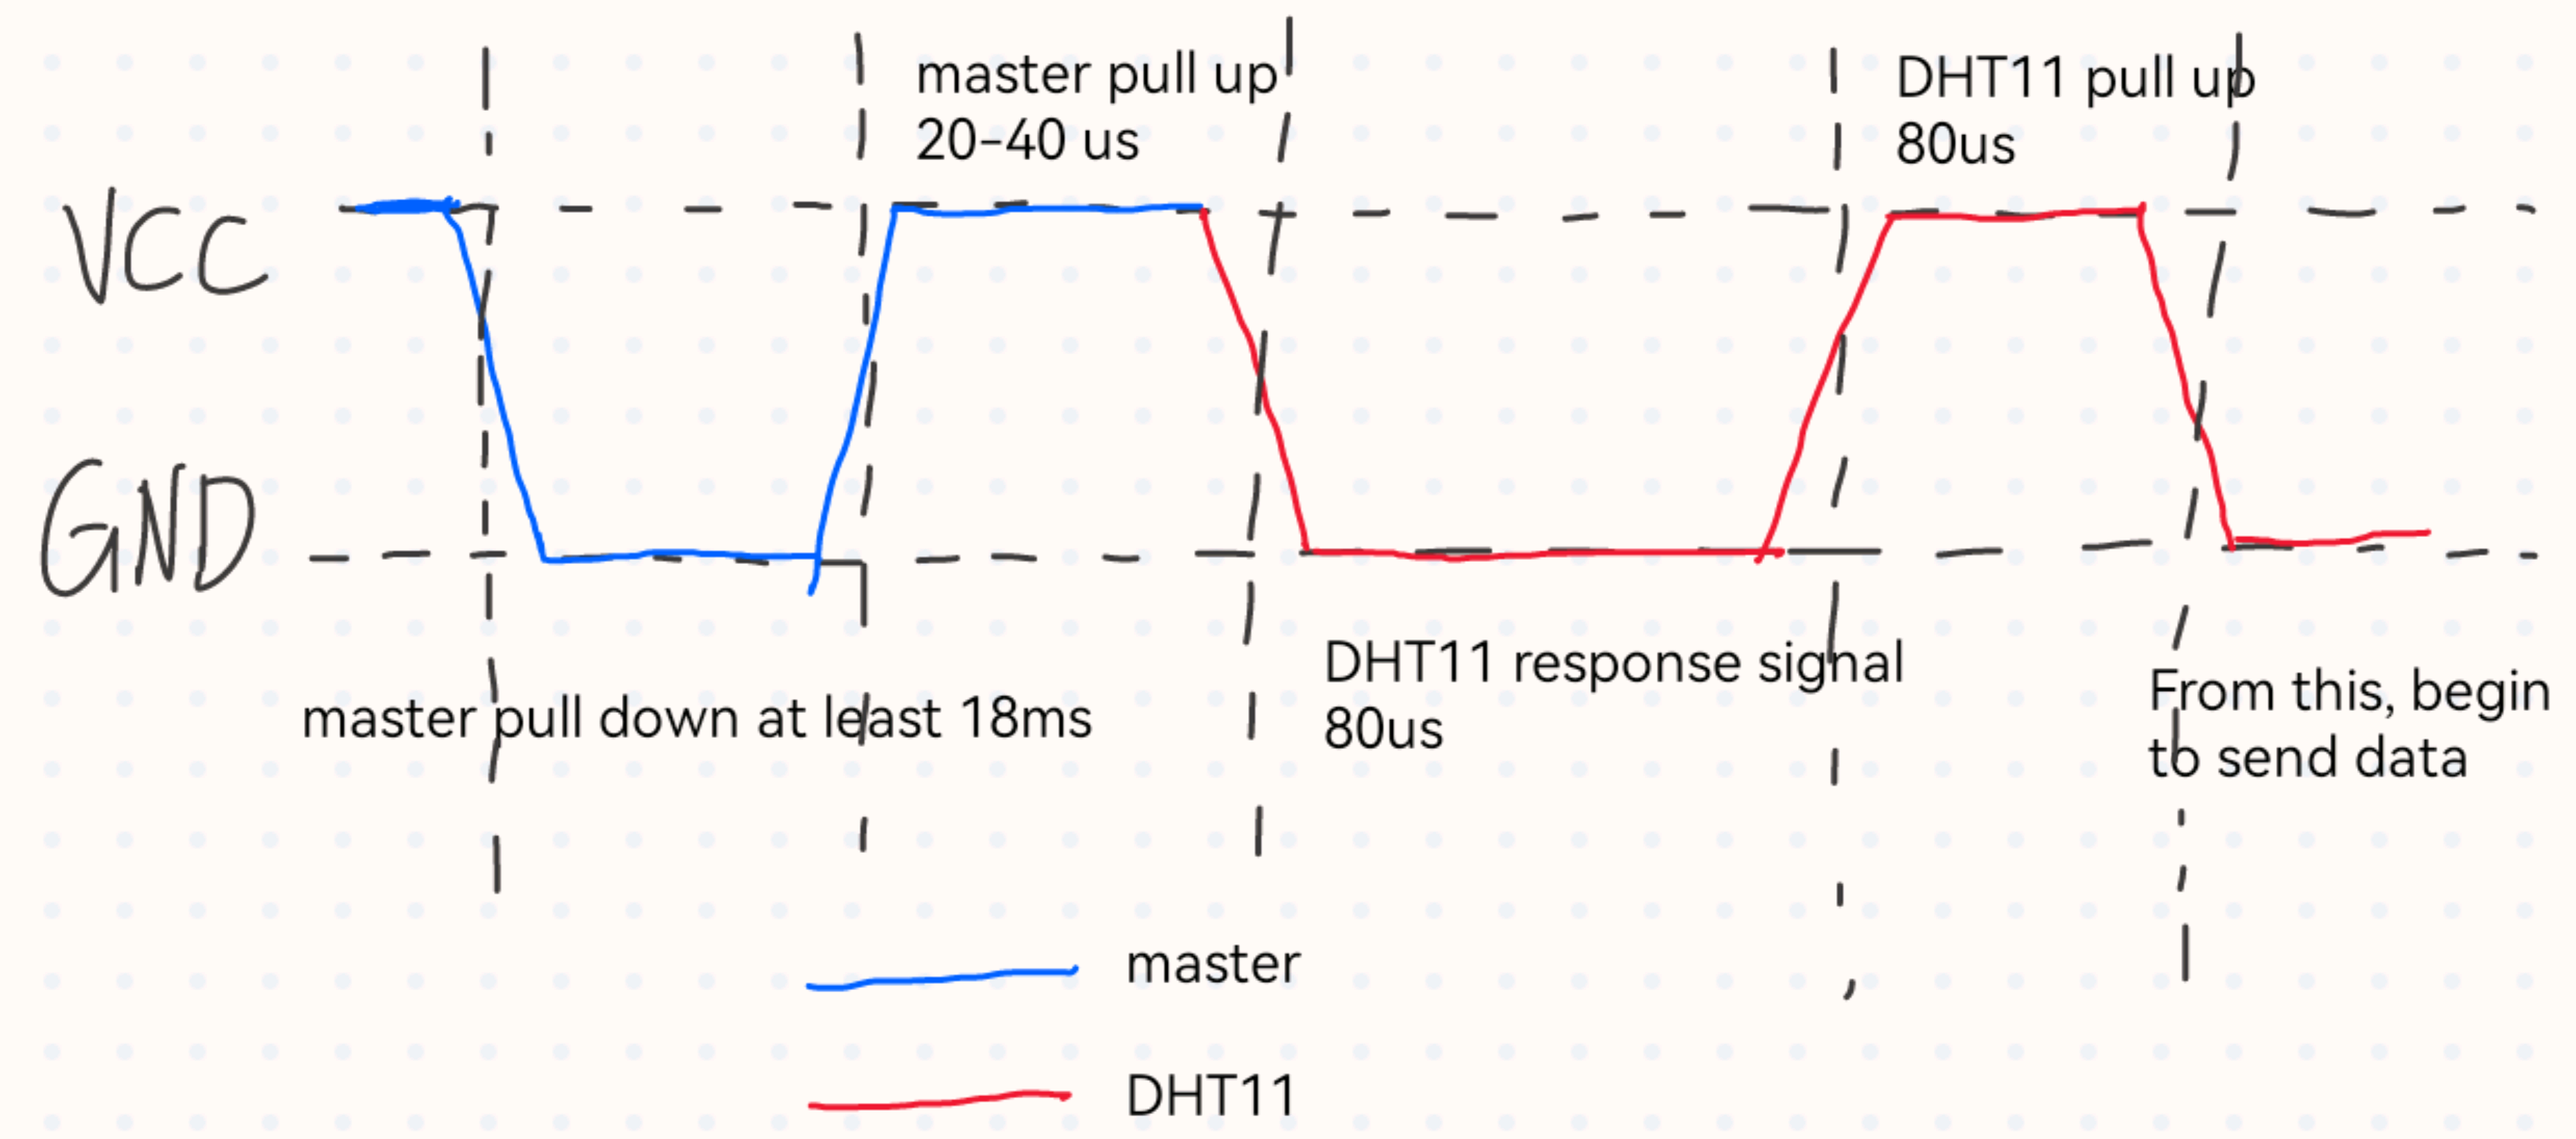 master pull up
20-40 us
DHT11 pull up
80us
VCC
GND
DHT11 response signal
80us
master pull down at least 18ms
From this, begin
to send data
master
DHT11